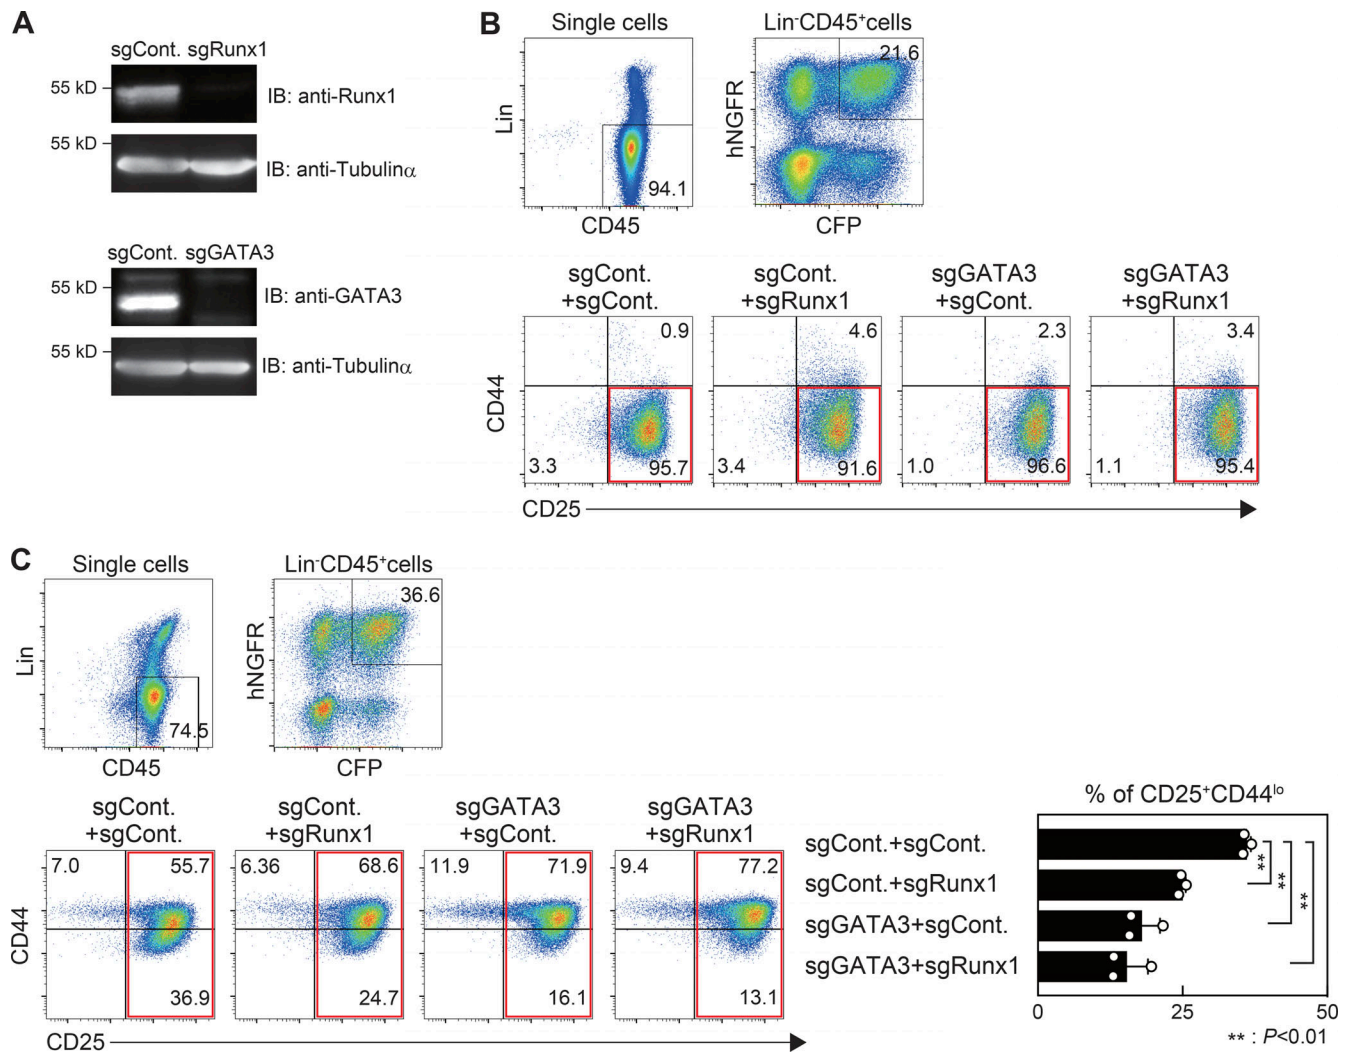 A
sgCont. sgRunx1
55 kD
IB: anti-Runx1
55 kD
IB: anti-Tubulinα
sgCont. sgGATA3
55 kD
IB: anti-GATA3
55 kD
IB: anti-Tubulinα
B
Single cells
Lin
94.1
CD45
Lin-CD45+cells
hNGFR
21.6
CFP
sgCont.
+sgCont.
sgCont.
+sgRunx1
sgGATA3
+sgCont.
sgGATA3
+sgRunx1
CD44
0.9
3.3
95.7
4.6
3.4
91.6
2.3
1.0
96.6
3.4
1.1
95.4
CD25
C
Single cells
Lin
74.5
CD45
Lin-CD45+cells
hNGFR
36.6
CFP
sgCont.
+sgCont.
sgCont.
+sgRunx1
sgGATA3
+sgCont.
sgGATA3
+sgRunx1
CD44
7.0
55.7
36.9
6.36
68.6
24.7
11.9
71.9
16.1
9.4
77.2
13.1
CD25
% of CD25+CD44lo
sgCont.+sgCont.
sgCont.+sgRunx1
sgGATA3+sgCont.
sgGATA3+sgRunx1
**
**
**
0
25
50
** : P<0.01